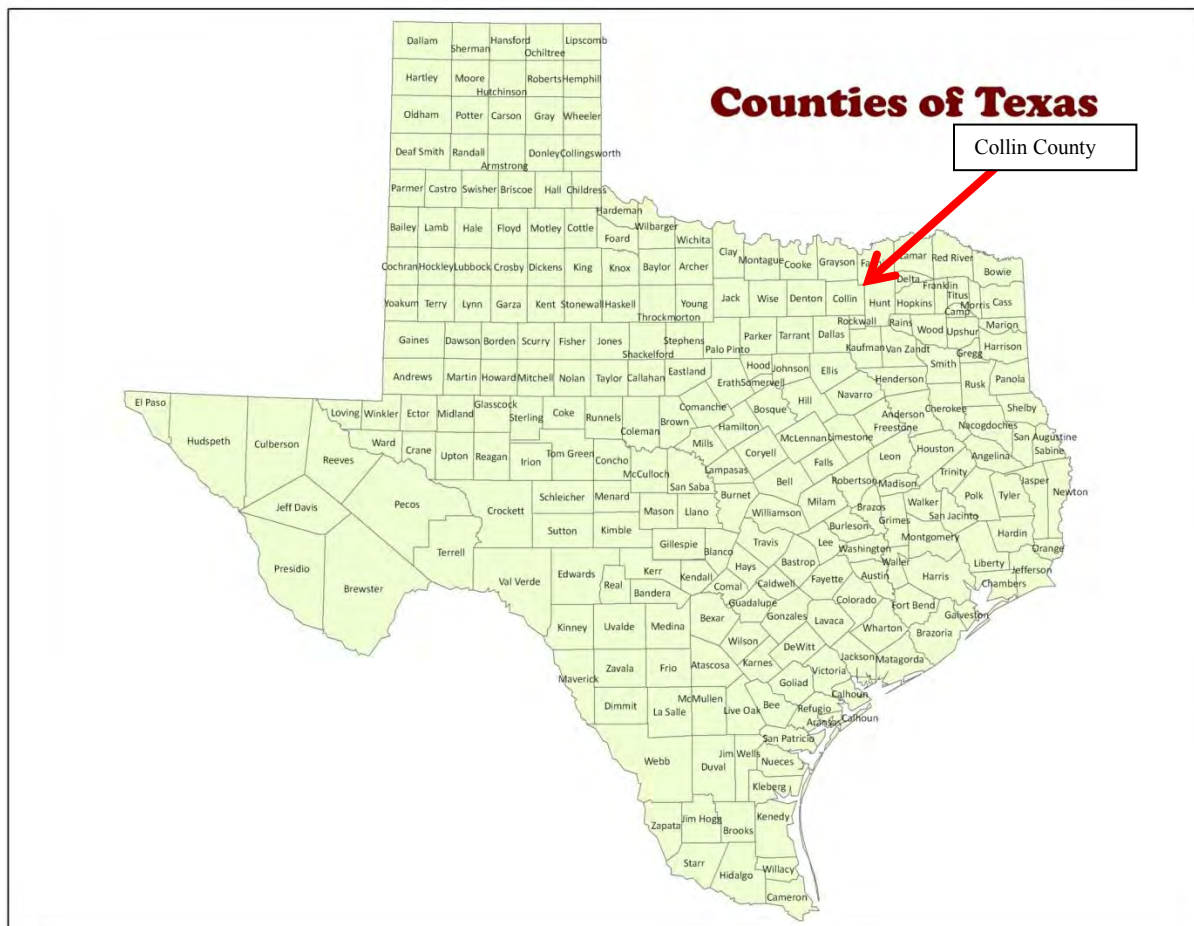 Counties of Texas
Collin County
Dallam Sherman Hansford Ochiltree Lipscomb
Hartley Moore Hutchinson Roberts Hemphill
Oldham Potter Carson Gray Wheeler
Deaf Smith Randall Armstrong Donley Collingsworth
Parmer Castro Swisher Briscoe Hall Childress
Hardeman
Bailey Lamb Hale Floyd Motley Cottle Foard Wilbarger Wichita
Clay Montague Cooke Grayson Lamar Red River Bowie
Cochran Hockley Lubbock Crosby Dickens King Knox Baylor Archer
Delta Franklin Titus Morris Cass
Yoakum Terry Lynn Garza Kent Stonewall Haskell Throckmorton Young Jack Wise Denton Collin Hunt Hopkins Camp
Rockwall Rains Wood Upshur Marion
Gaines Dawson Borden Scurry Fisher Jones Shackelford Stephens Palo Pinto Parker Tarrant Dallas Kaufman Van Zandt Gregg Harrison
Smith
Andrews Martin Howard Mitchell Nolan Taylor Callahan Eastland Erath Hood Somervell Johnson Ellis Henderson Rusk Panola
El Paso Loving Winkler Ector Midland Glasscock Sterling Coke Runnels Coleman Brown Comanche Bosque Hill Navarro Anderson Cherokee Shelby
Hudspeth Culberson Reeves Ward Crane Upton Reagan Irion Tom Green Concho McCulloch Mills Hamilton McLennan Limestone Freestone Nacogdoches San Augustine
Sabine
San Saba Lampasas Coryell Falls Leon Houston Angelina
Jeff Davis Pecos Crockett Schleicher Menard Mason Llano Burnet Bell Robertson Madison Trinity Jasper Newton
Milam Walker Polk Tyler
Sutton Kimble Williamson Brazos Grimes San Jacinto
Burleson Montgomery Hardin
Presidio Brewster Terrell Val Verde Edwards Gillespie Blanco Travis Lee Washington Orange
Real Kerr Kendall Hays Bastrop Waller Liberty Jefferson
Bandera Comal Caldwell Fayette Austin Harris Chambers
Guadalupe Colorado Fort Bend Galveston
Kinney Uvalde Medina Bexar Gonzales Lavaca Wharton Brazoria
Wilson DeWitt
Maverick Zavala Frio Atascosa Karnes Victoria Jackson Matagorda
Goliad
Dimmit La Salle McMullen Live Oak Bee Refugio Calhoun
Aransas Calhoun
San Patricio
Webb Duval Jim Wells Nueces
Kleberg
Zapata Jim Hogg Brooks Kenedy
Starr Hidalgo Willacy
Cameron